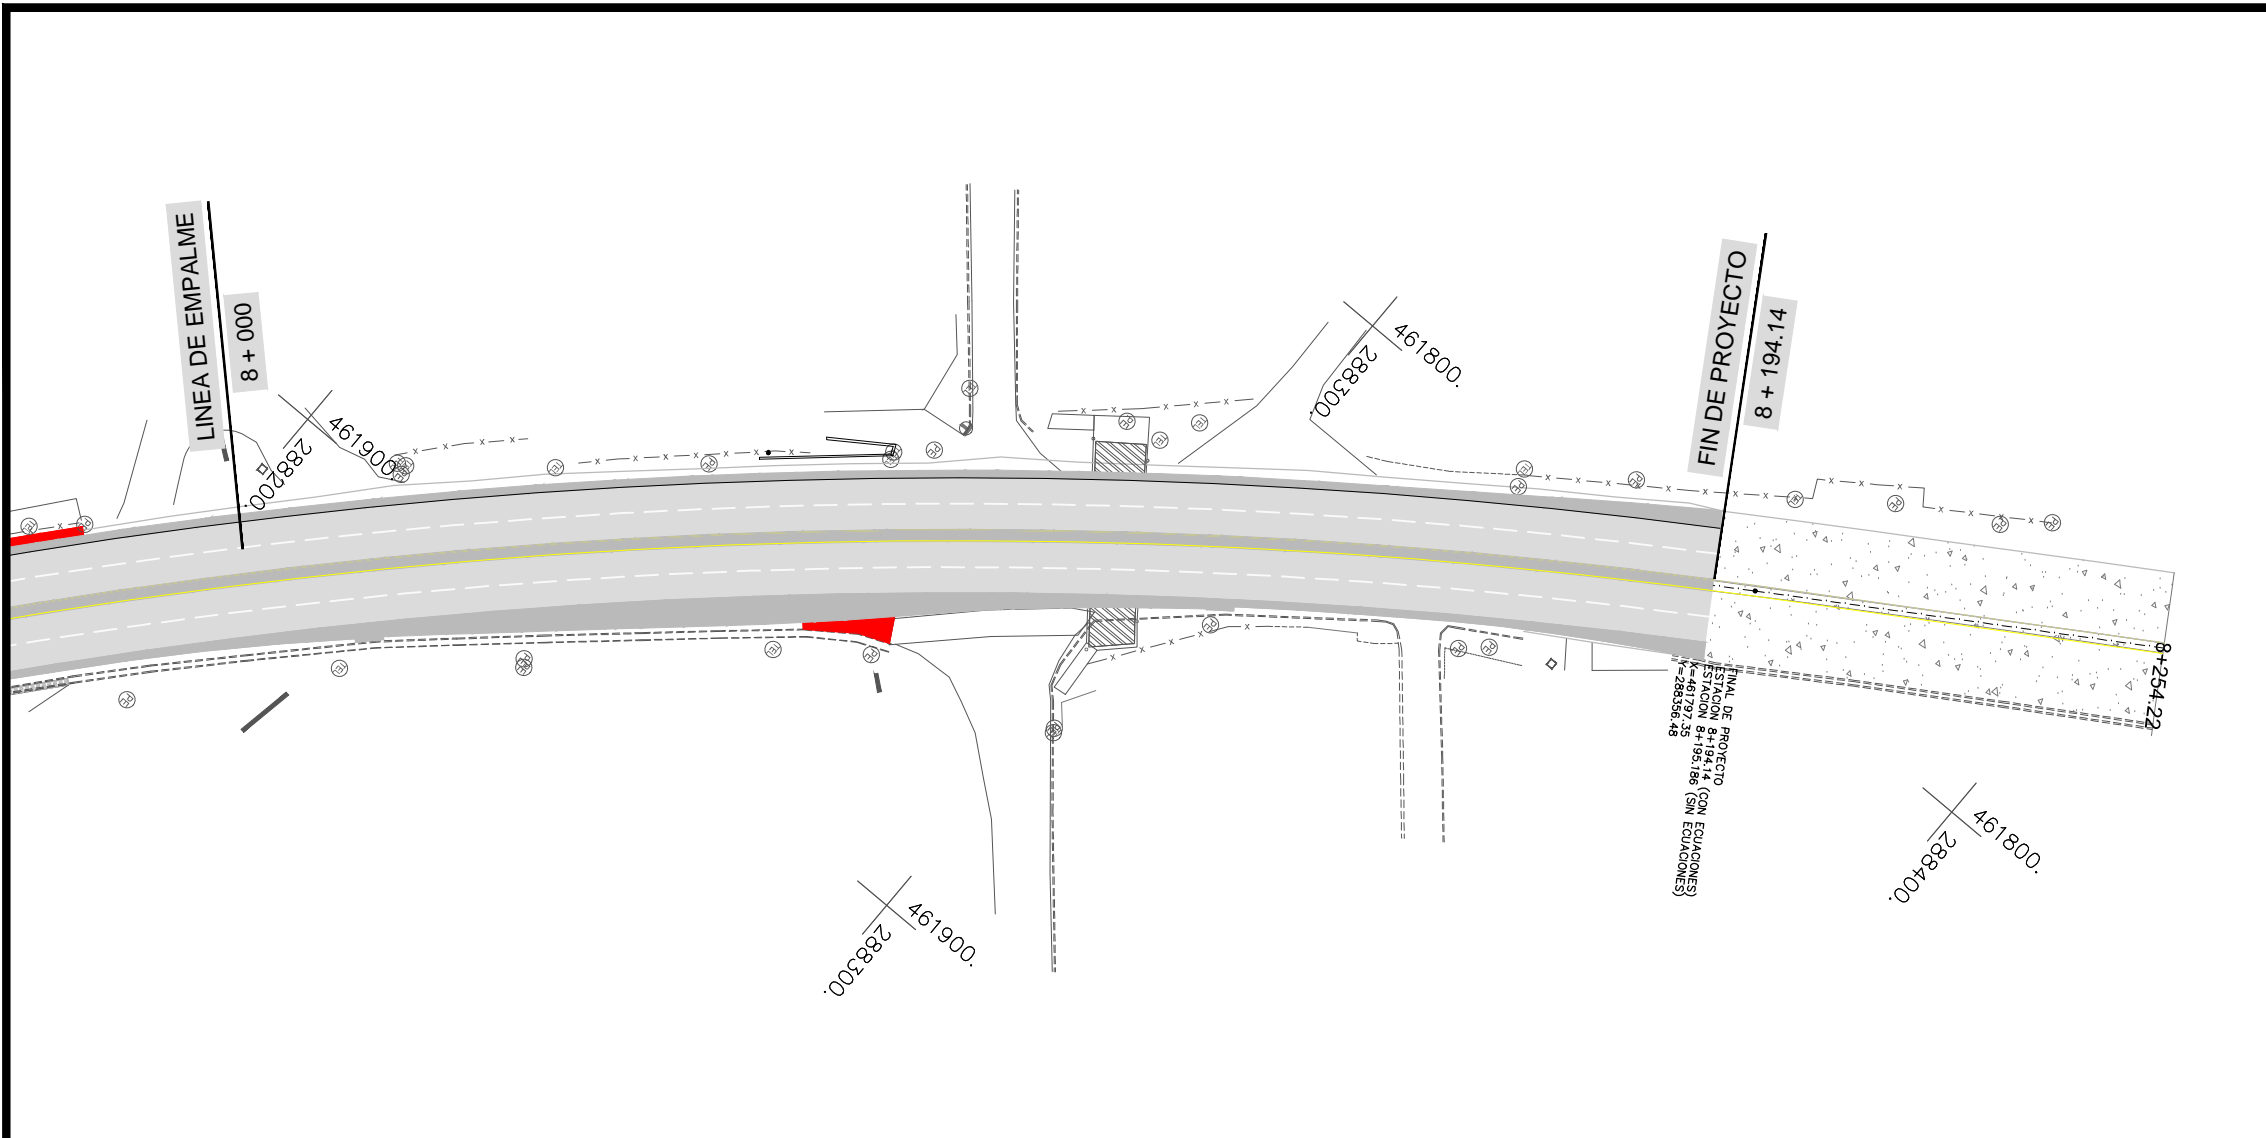 LINEA DE EMPALME
8 + 000
461900.
288200.
461800.
288300.
FIN DE PROYECTO
8 + 194.14
FINAL DE PROYECTO
ESTACION 8+194.14 (CON ECUACIONES)
ESTACION 8+195.186 (SIN ECUACIONES)
X=461797.35
Y=288356.48
8+254.22
461900.
288300.
461800.
288400.